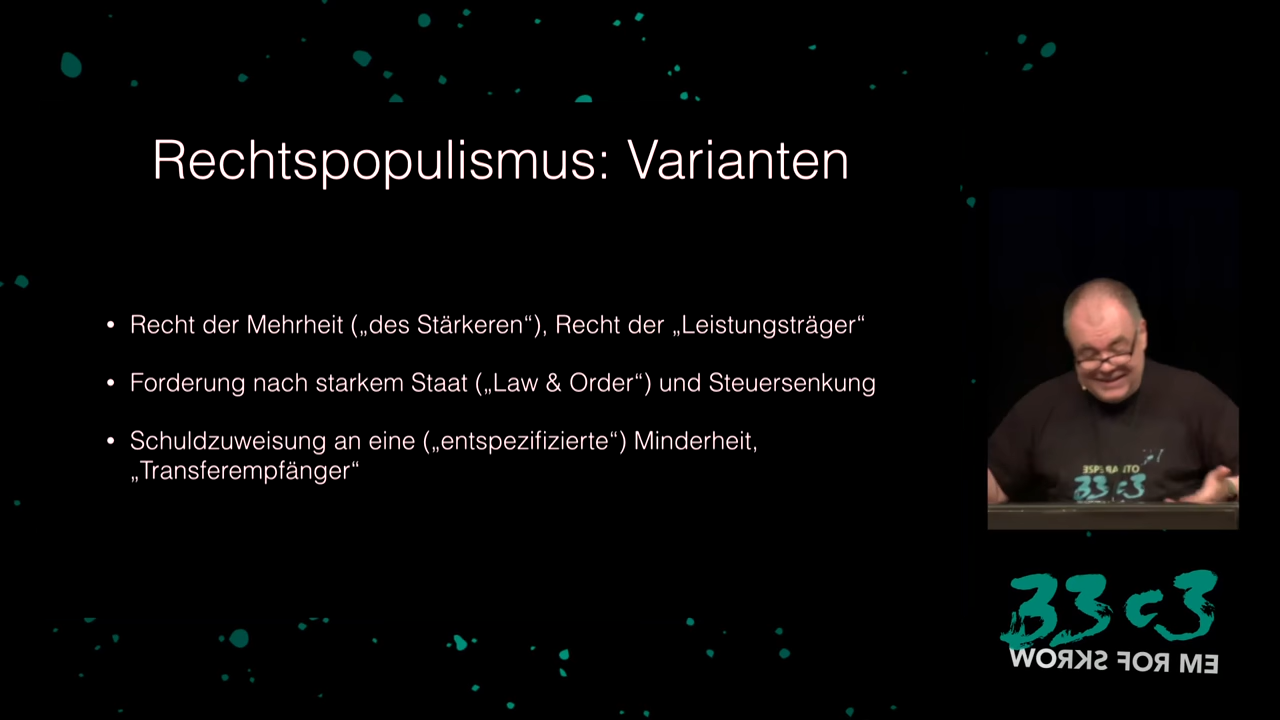 Rechtspopulismus: Varianten
• Recht der Mehrheit („des Stärkeren“), Recht der „Leistungsträger“
• Forderung nach starkem Staat („Law & Order“) und Steuersenkung
• Schuldzuweisung an eine („entspezifizierte“) Minderheit,
„Transferempfänger“
33c3
33c3
WORKS FOR ME